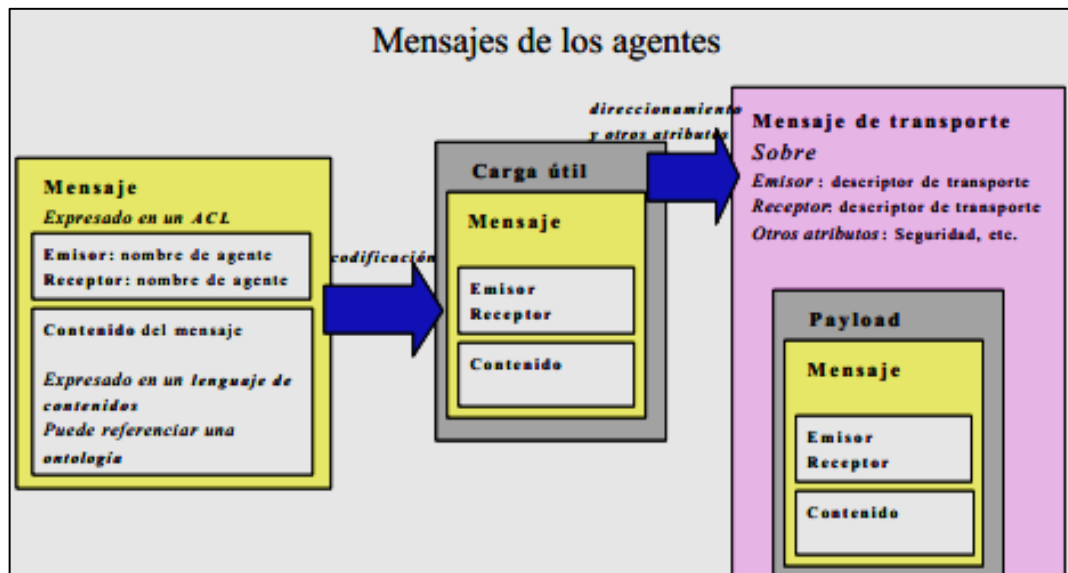 Mensajes de los agentes
Mensaje
Expresado en un ACL
Emisor: nombre de agente
Receptor: nombre de agente
Contenido del mensaje
Expresado en un lenguaje de
contenidos
Puede referenciar una
ontología
codificación
Carga útil
Mensaje
Emisor
Receptor
Contenido
direccionamiento
y otros atributos
Mensaje de transporte
Sobre
Emisor : descriptor de transporte
Receptor: descriptor de transporte
Otros atributos : Seguridad, etc.
Payload
Mensaje
Emisor
Receptor
Contenido